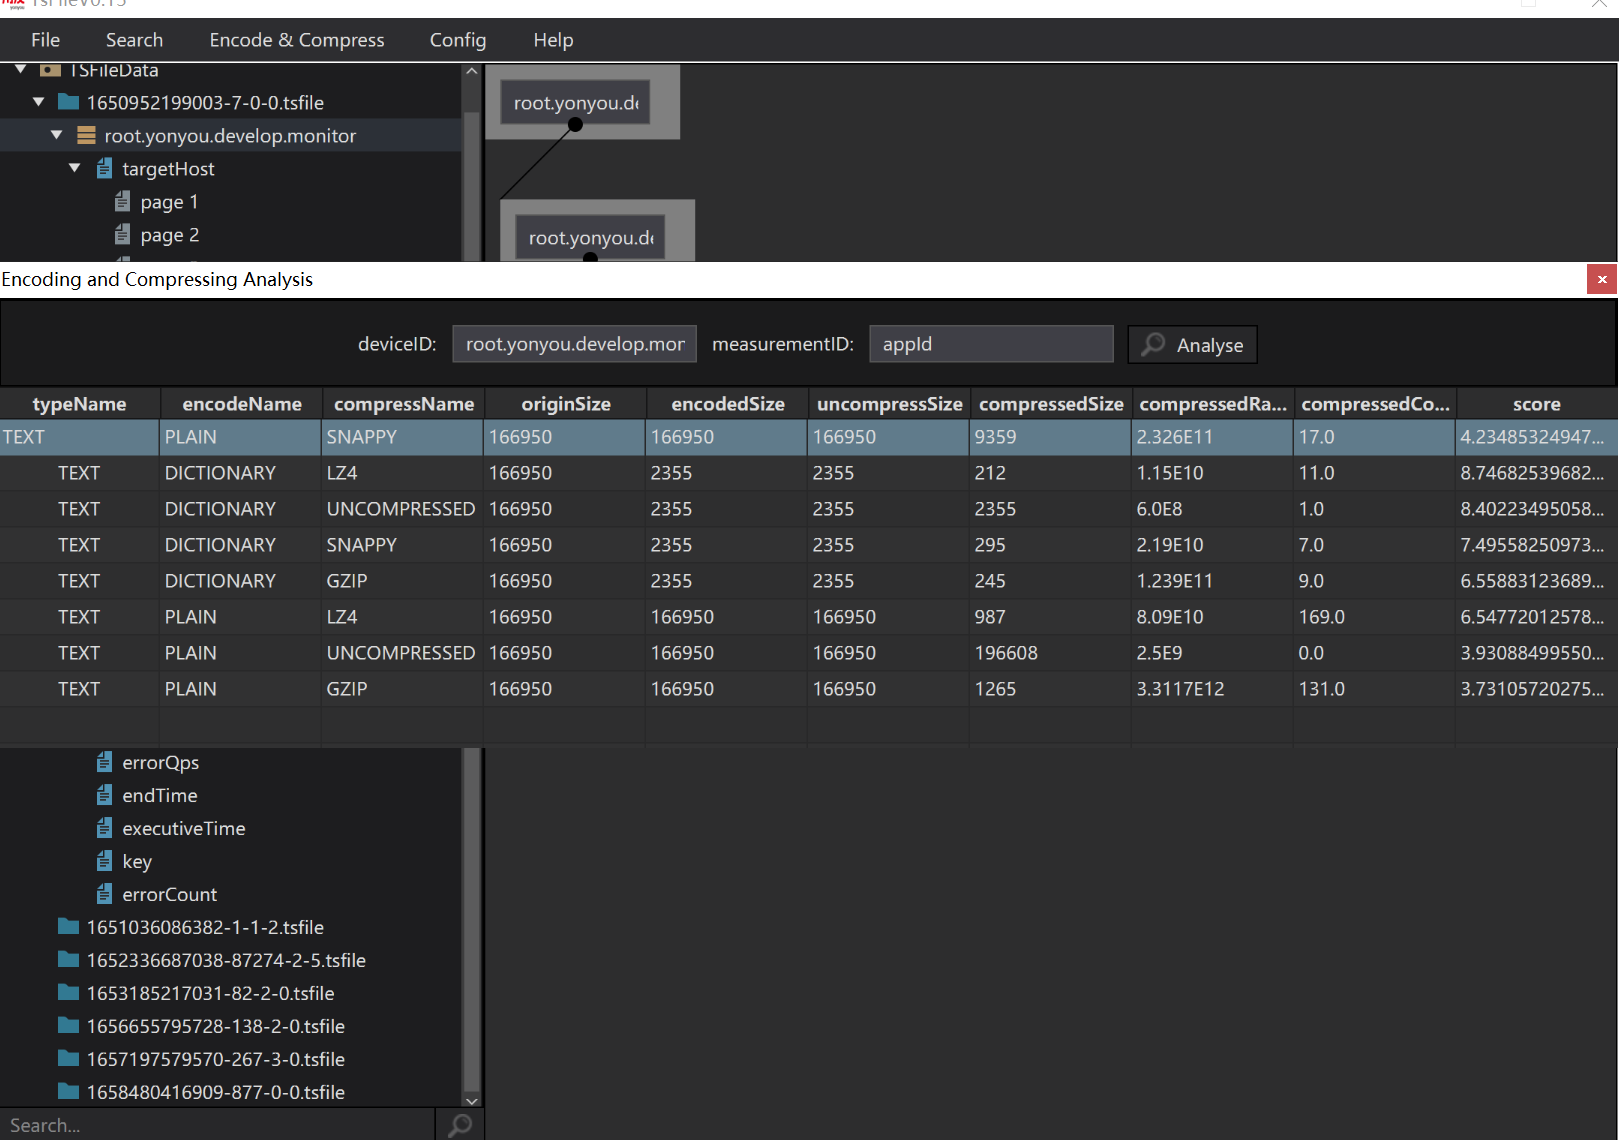 TsFileV0.13
File Search Encode & Compress Config Help
TSFileData
1650952199003-7-0-0.tsfile
root.yonyou.develop.monitor
targetHost
page 1
page 2
root.yonyou.de
root.yonyou.de
Encoding and Compressing Analysis
deviceID: root.yonyou.develop.mor measurementID: appId Analyse
typeName encodeName compressName originSize encodedSize uncompressSize compressedSize compressedRa... compressedCo... score
TEXT PLAIN SNAPPY 166950 166950 166950 9359 2.326E11 17.0 4.23485324947...
TEXT DICTIONARY LZ4 166950 2355 2355 212 1.15E10 11.0 8.74682539682...
TEXT DICTIONARY UNCOMPRESSED 166950 2355 2355 2355 6.0E8 1.0 8.40223495058...
TEXT DICTIONARY SNAPPY 166950 2355 2355 295 2.19E10 7.0 7.49558250973...
TEXT DICTIONARY GZIP 166950 2355 2355 245 1.239E11 9.0 6.55883123689...
TEXT PLAIN LZ4 166950 166950 166950 987 8.09E10 169.0 6.54772012578...
TEXT PLAIN UNCOMPRESSED 166950 166950 166950 196608 2.5E9 0.0 3.93088499550...
TEXT PLAIN GZIP 166950 166950 166950 1265 3.3117E12 131.0 3.73105720275...
errorQps
endTime
executiveTime
key
errorCount
1651036086382-1-1-2.tsfile
1652336687038-87274-2-5.tsfile
1653185217031-82-2-0.tsfile
1656655795728-138-2-0.tsfile
1657197579570-267-3-0.tsfile
1658480416909-877-0-0.tsfile
Search...